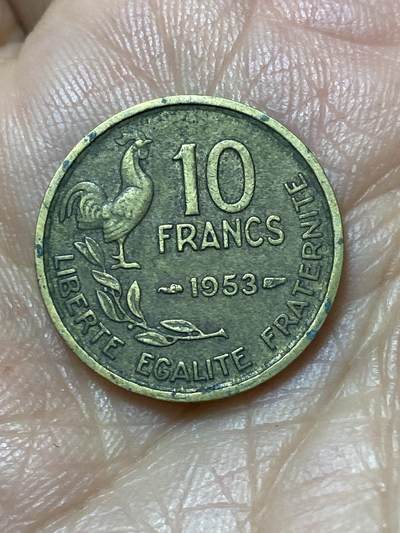 10
FRANCS
1953
LIBERTE EGALITE FRATERNITE